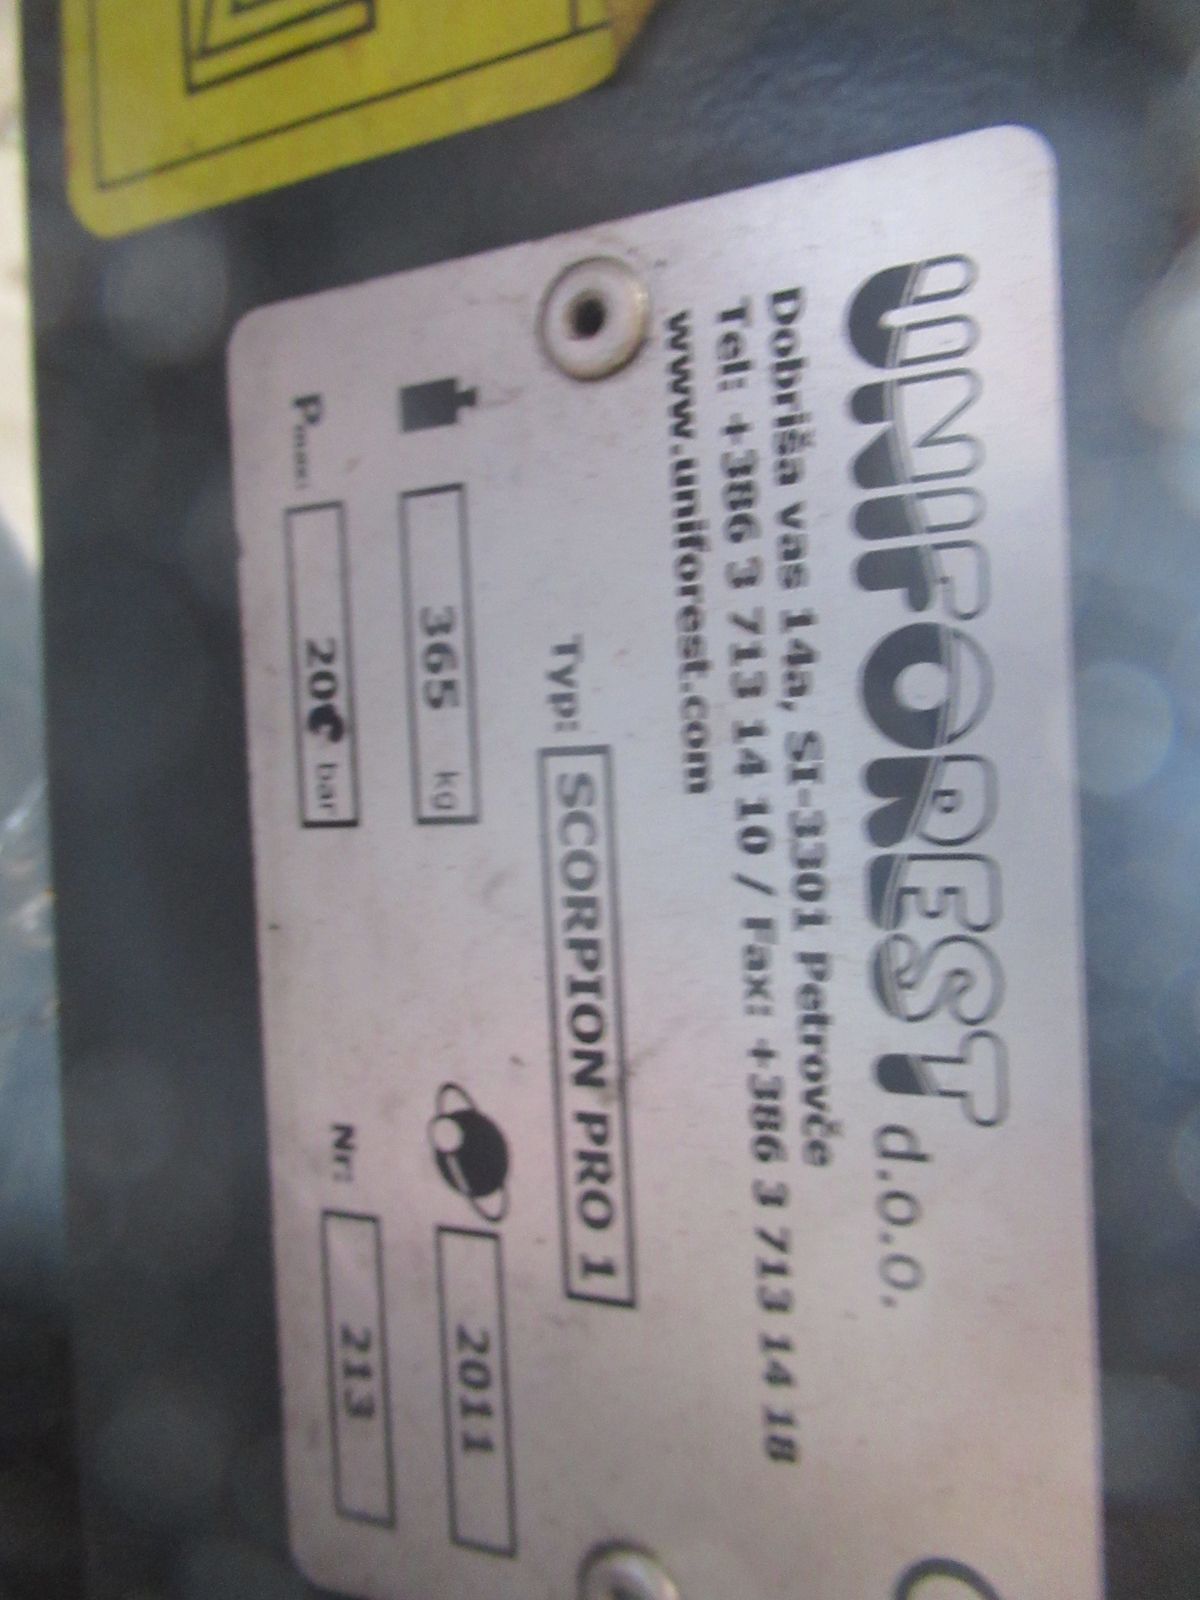 UNIFOREST d.o.o.
Dobriša vas 14a, SI-3301 Petrovče
Tel: +386 3 713 14 10 / Fax: +386 3 713 14 18
www.uniforest.com
Typ: SCORPION PRO 1
365 kg 2011
Pmax: 200 bar Nr: 213